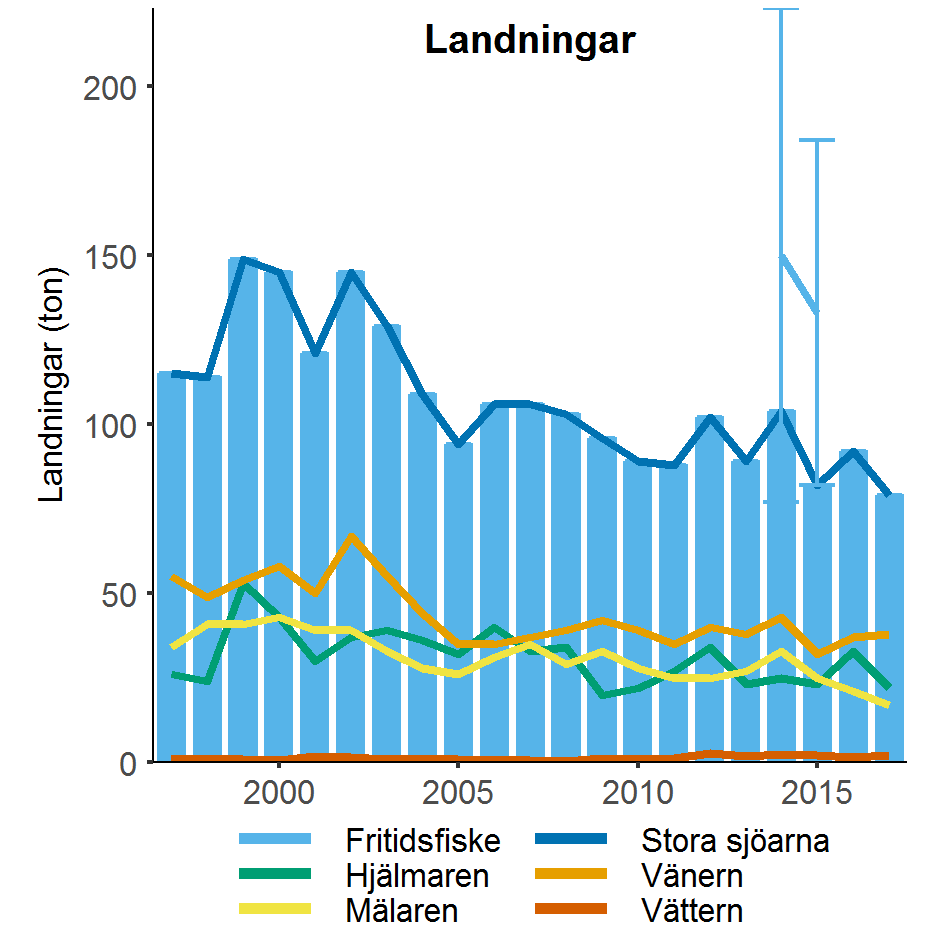 Landningar
Landningar (ton)
200
150
100
50
0
2000 2005 2010 2015
Fritidsfiske Stora sjöarna
Hjälmaren Vänern
Mälaren Vättern